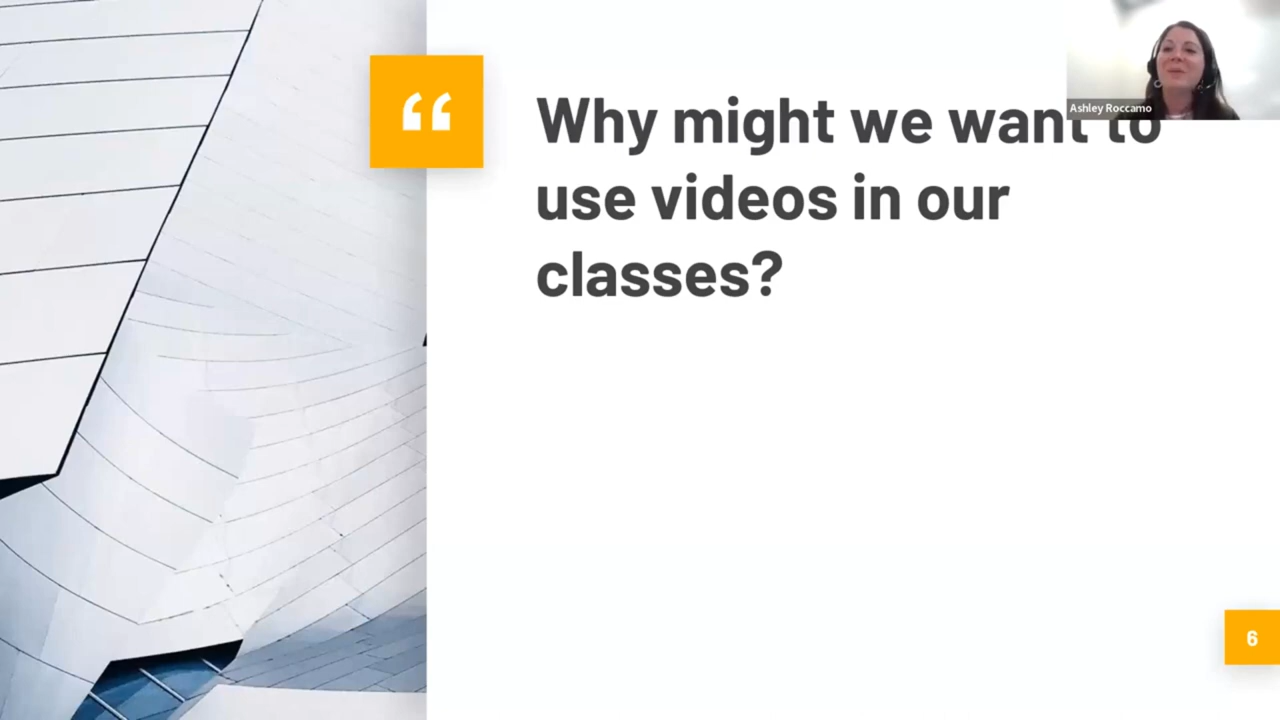 “
Why might we want to
use videos in our
classes?
Ashley Roccamo
6